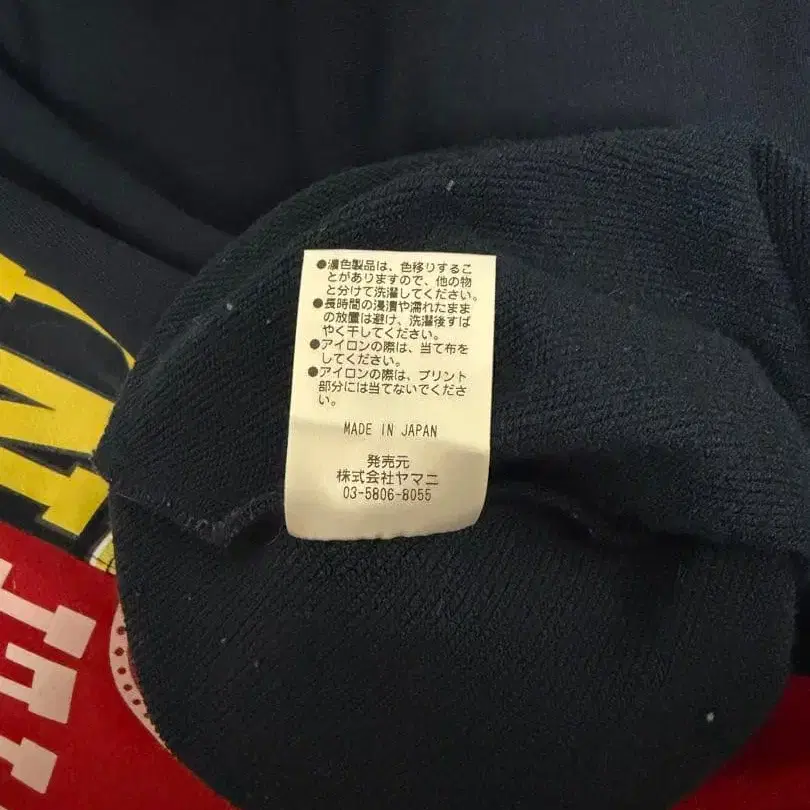 ●濃色製品は、色移りするこ
とがありますので、他の物
と分けて洗濯してください。
●長時間の浸漬や濡れたまま
の放置は避け、洗濯後すば
やく干してください。
●アイロンの際は、当て布を
してください。
●アイロンの際は、プリント
部分には当てないでくださ
い。
MADE IN JAPAN
発売元
株式会社ヤマニ
03-5806-8055